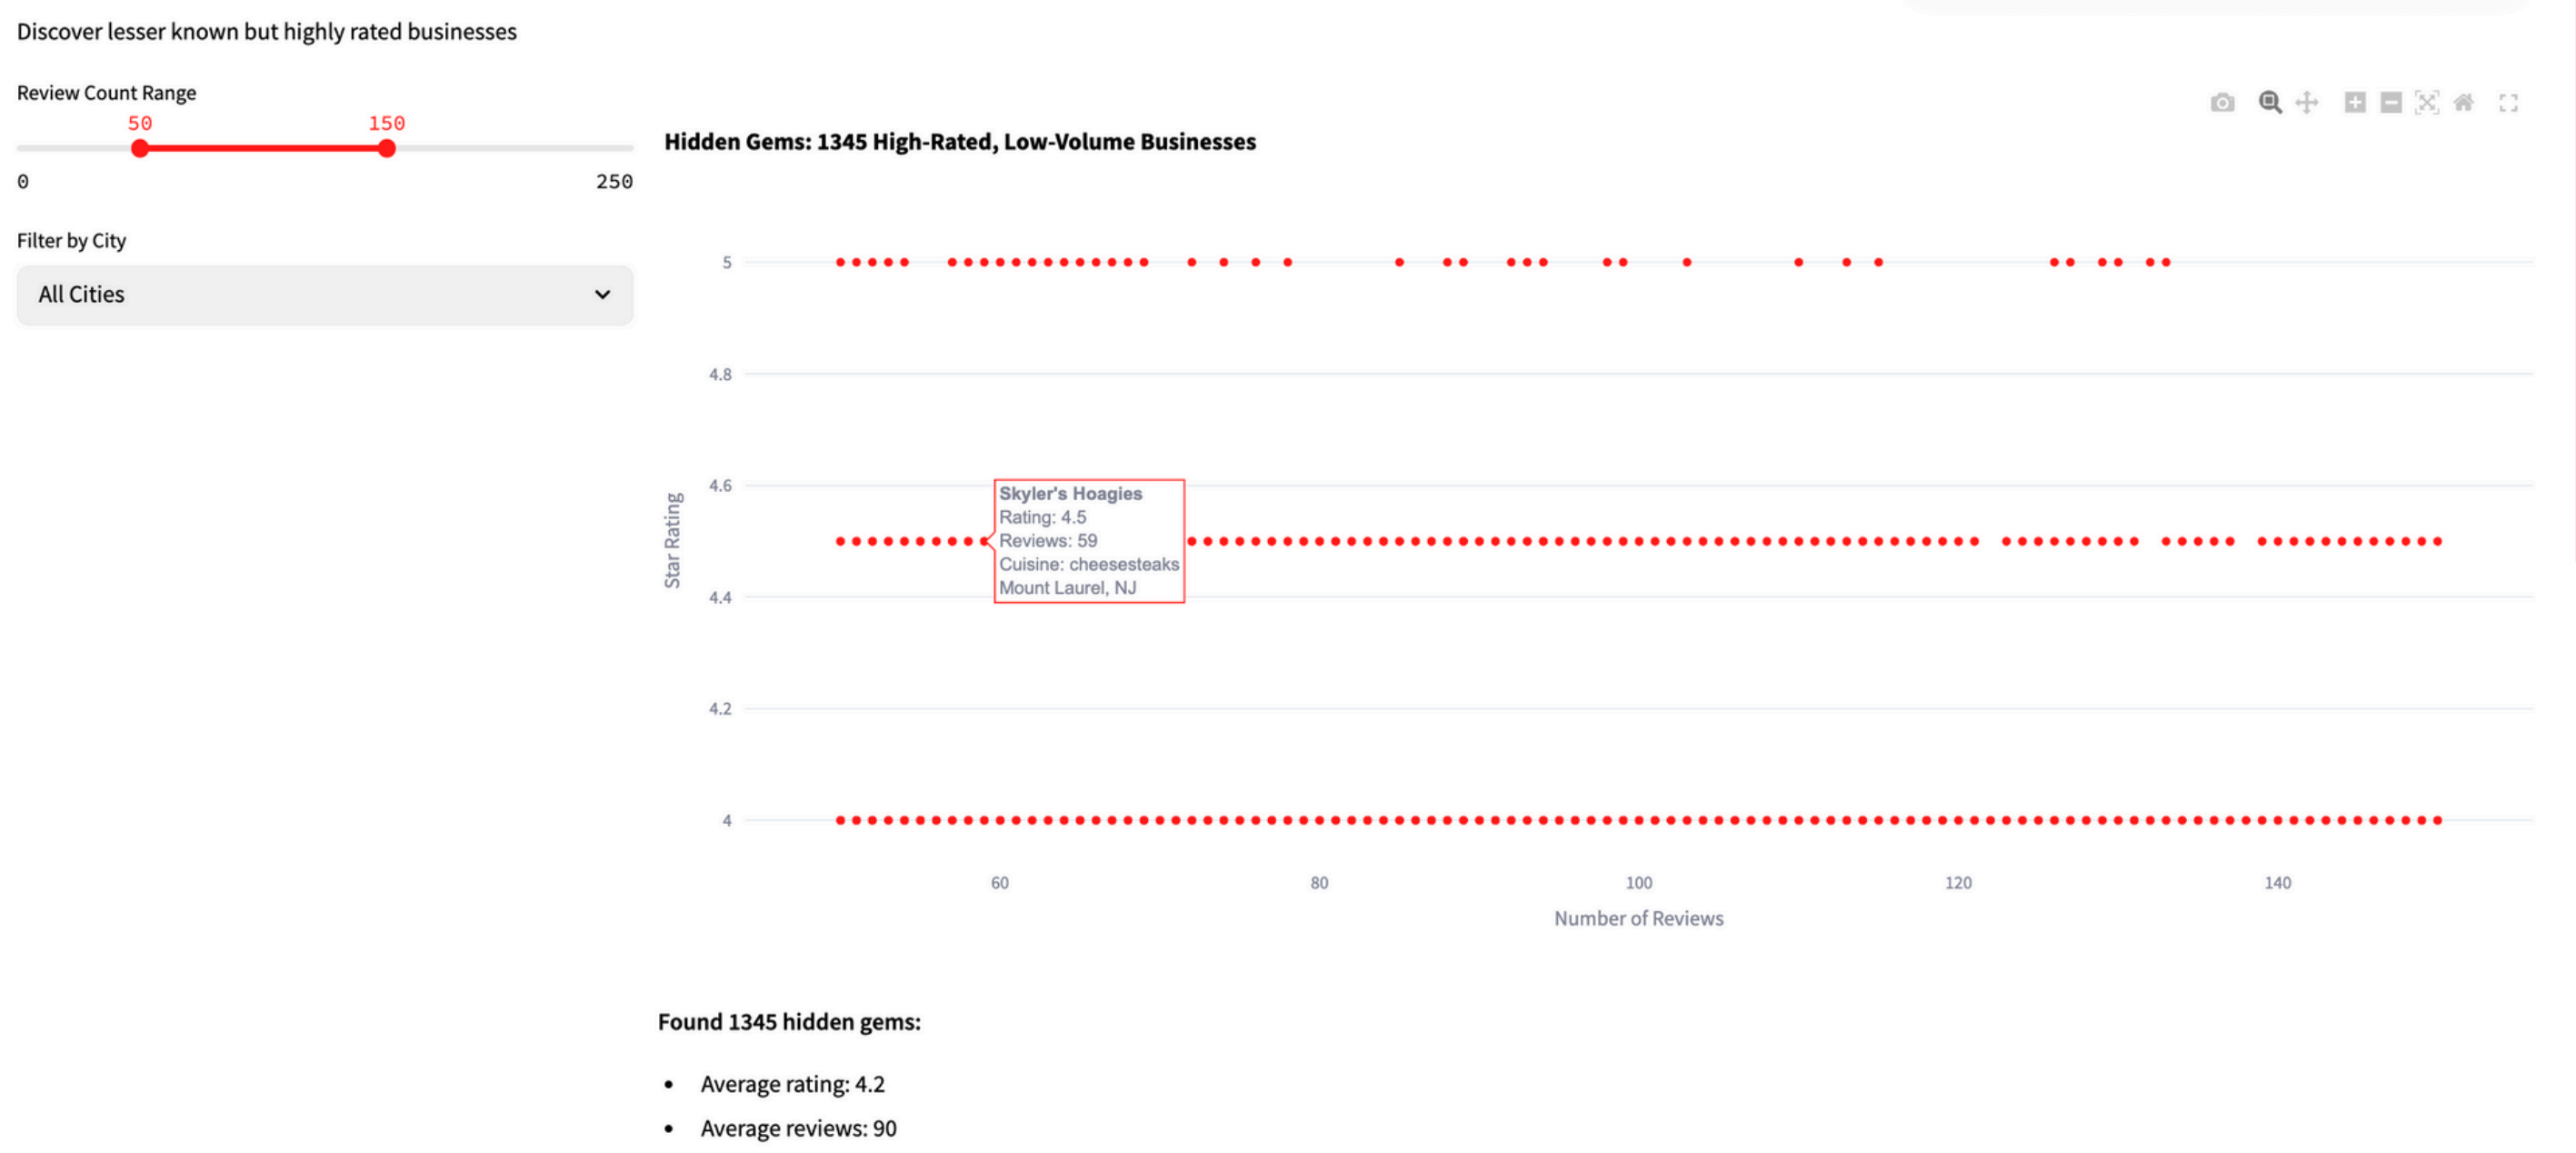 Discover lesser known but highly rated businesses
Review Count Range
50 150
0 250
Filter by City
All Cities
Hidden Gems: 1345 High-Rated, Low-Volume Businesses
5
4.8
4.6
4.4
4.2
4
Star Rating
Skyler's Hoagies
Rating: 4.5
Reviews: 59
Cuisine: cheesesteaks
Mount Laurel, NJ
60 80 100 120 140
Number of Reviews
Found 1345 hidden gems:
• Average rating: 4.2
• Average reviews: 90